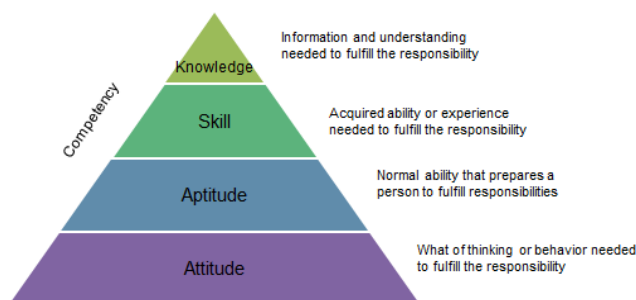 Information and understanding
needed to fulfill the responsibility
Knowledge
Competency
Skill
Acquired ability or experience
needed to fulfill the responsibility
Aptitude
Normal ability that prepares a
person to fulfill responsibilities
Attitude
What of thinking or behavior needed
to fulfill the responsibility